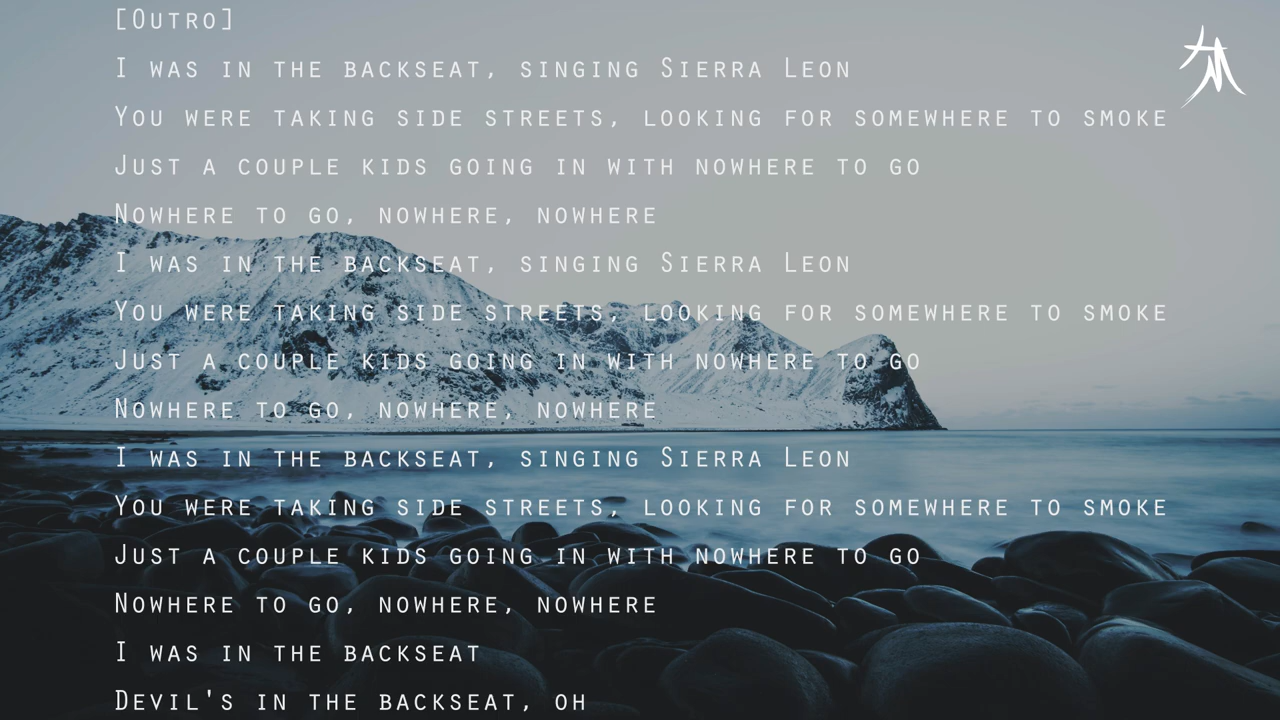 [Outro]
I was in the backseat, singing Sierra Leon
You were taking side streets, looking for somewhere to smoke
Just a couple kids going in with nowhere to go
Nowhere to go, nowhere, nowhere
I was in the backseat, singing Sierra Leon
You were taking side streets, looking for somewhere to smoke
Just a couple kids going in with nowhere to go
Nowhere to go, nowhere, nowhere
I was in the backseat, singing Sierra Leon
You were taking side streets, looking for somewhere to smoke
Just a couple kids going in with nowhere to go
Nowhere to go, nowhere, nowhere
I was in the backseat
Devil's in the backseat, oh